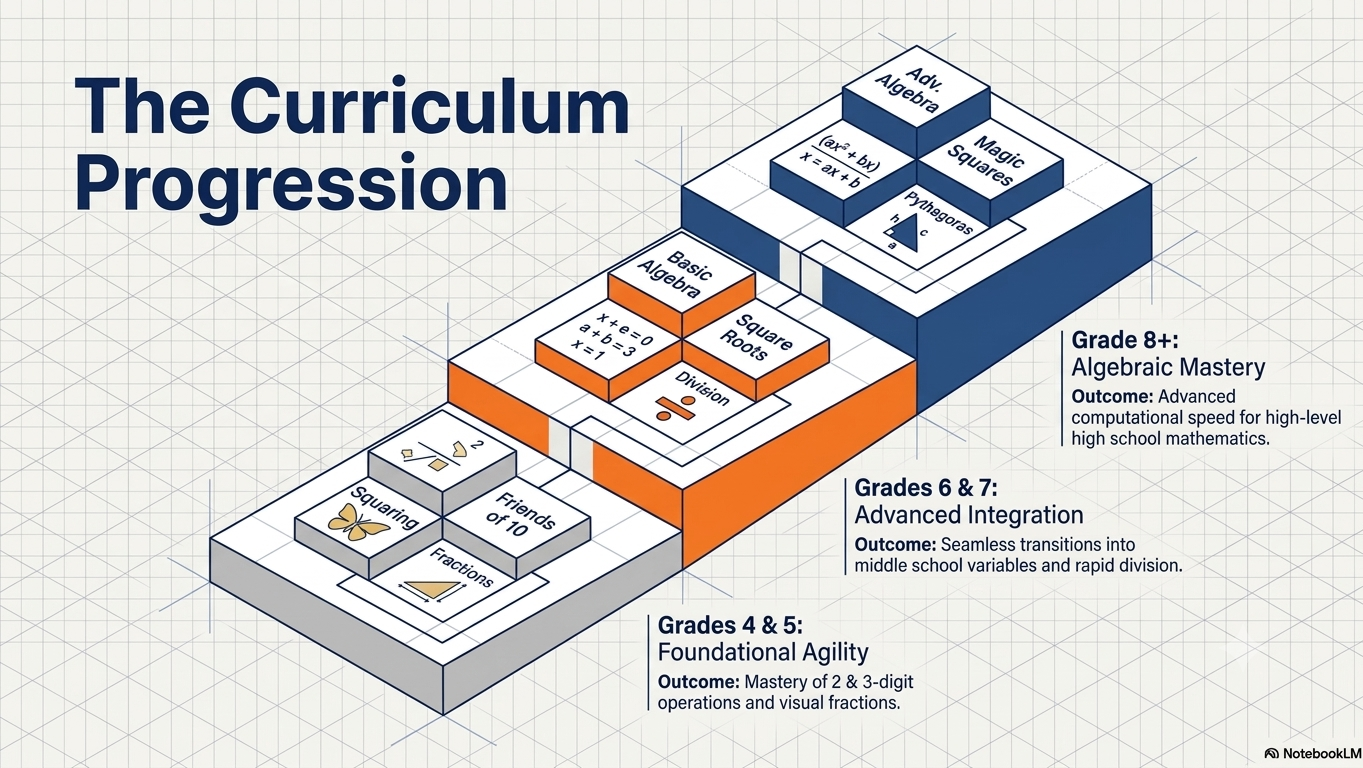 The Curriculum
Progression
Adv.
Algebra
(ax² + bx)
x = ax + b
Magic
Squares
Pythegoras
h
c
a
Basic
Algebra
x + e = 0
a + b = 3
x = 1
Square
Roots
Division
÷
2
Squaring
Friends
of 10
Fractions
Grade 8+:
Algebraic Mastery
Outcome: Advanced
computational speed for high-level
high school mathematics.
Grades 6 & 7:
Advanced Integration
Outcome: Seamless transitions into
middle school variables and rapid division.
Grades 4 & 5:
Foundational Agility
Outcome: Mastery of 2 & 3-digit
operations and visual fractions.
NotebookLM